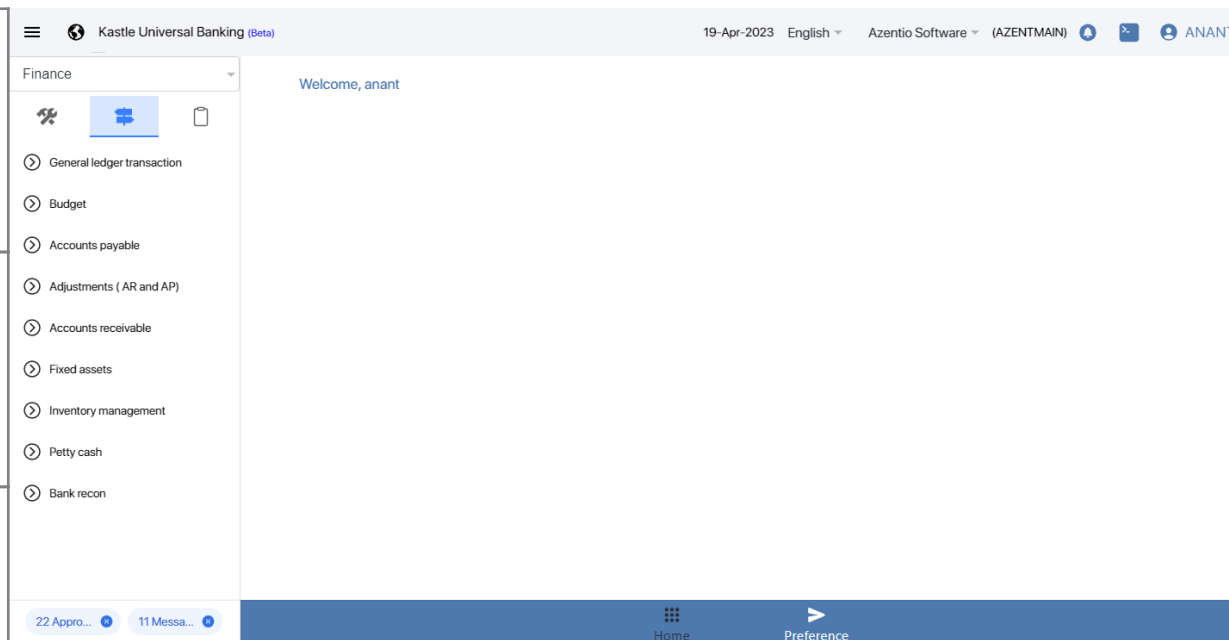 Kastle Universal Banking (Beta)
19-Apr-2023 English Azentio Software (AZENTMAIN) ANANT
Finance
Welcome, anant
General ledger transaction
Budget
Accounts payable
Adjustments ( AR and AP)
Accounts receivable
Fixed assets
Inventory management
Petty cash
Bank recon
22 Appro... 11 Messa...
Home Preference